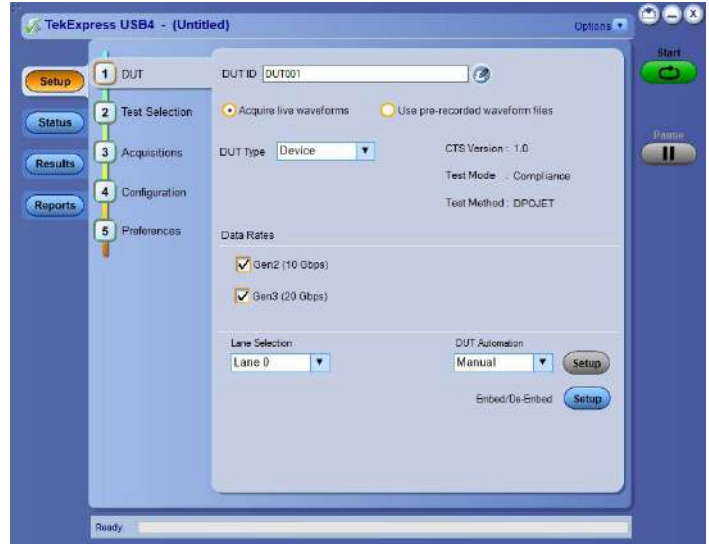 TekExpress USB4 - (Untitled)
Options
Start
Setup
Status
Results
Reports
Pause
1 DUT
2 Test Selection
3 Acquisitions
4 Configuration
5 Preferences
DUT ID DUT001
Acquire live waveforms
Use pre-recorded waveform files
DUT Type Device
CTS Version : 1.0
Test Mode : Compliance
Test Method : DPOJET
Data Rates
Gen2 (10 Gbps)
Gen3 (20 Gbps)
Lane Selection
Lane 0
DUT Automation
Manual
Setup
Embed/De-Embed
Setup
Ready